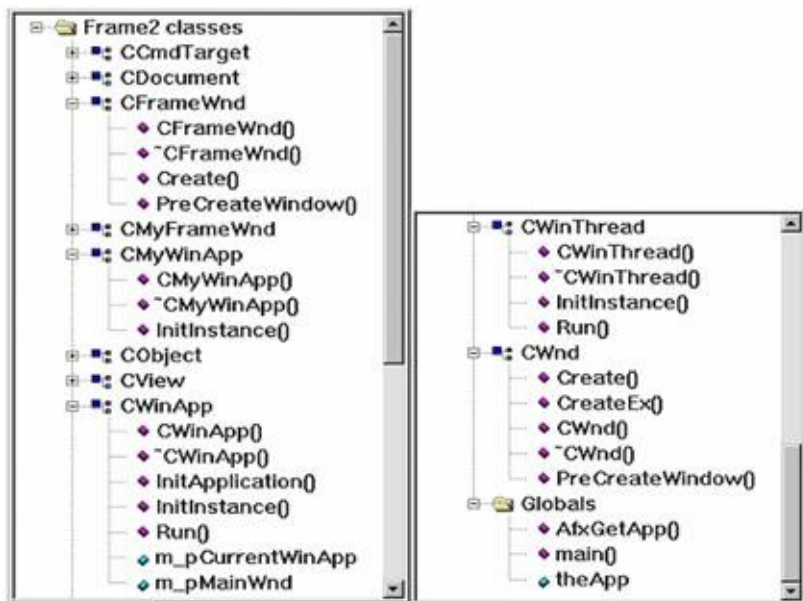 Frame2 classes
CCmdTarget
CDocument
CFrameWnd
CFrameWnd()
~CFrameWnd()
Create()
PreCreateWindow()
CMyFrameWnd
CMyWinApp
CMyWinApp()
~CMyWinApp()
InitInstance()
CObject
CView
CWinApp
CWinApp()
~CWinApp()
InitApplication()
InitInstance()
Run()
m_pCurrentWinApp
m_pMainWnd
CWinThread
CWinThread()
~CWinThread()
InitInstance()
Run()
CWnd
Create()
CreateEx()
CWnd()
~CWnd()
PreCreateWindow()
Globals
AfxGetApp()
main()
theApp